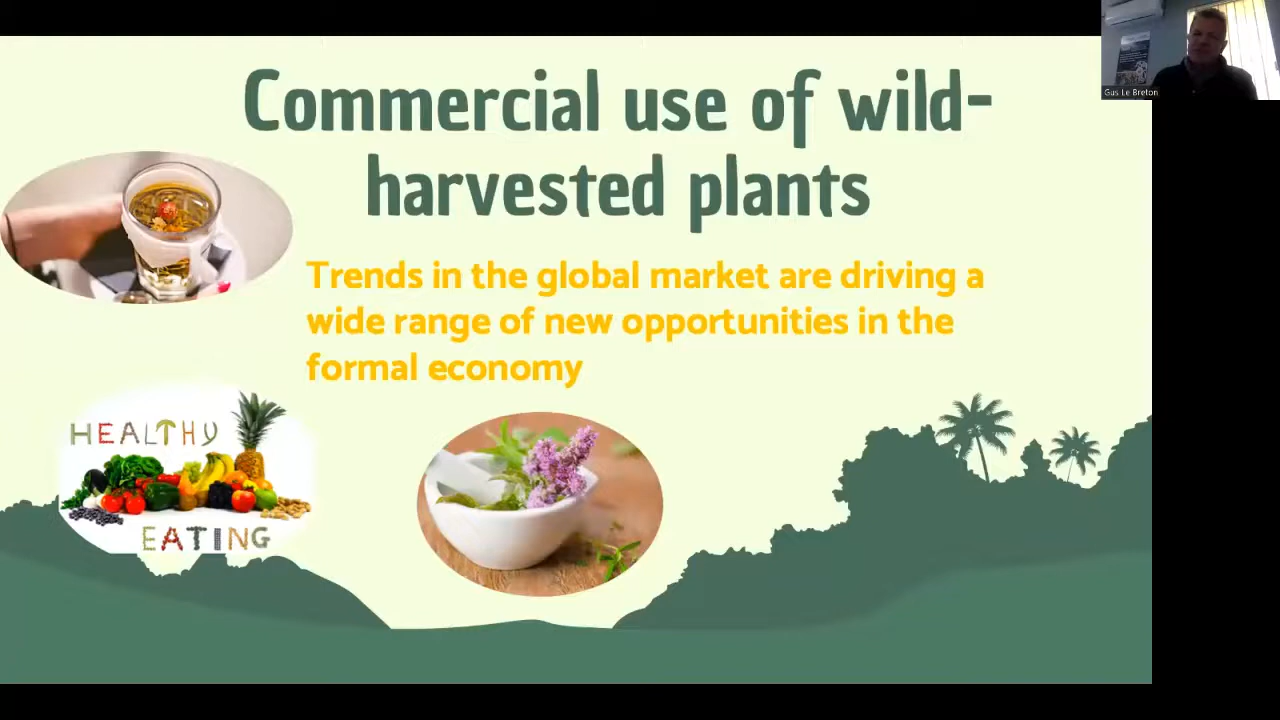 Commercial use of wild-
harvested plants
Trends in the global market are driving a
wide range of new opportunities in the
formal economy
HEALTHY
EATING
Gus Le Breton